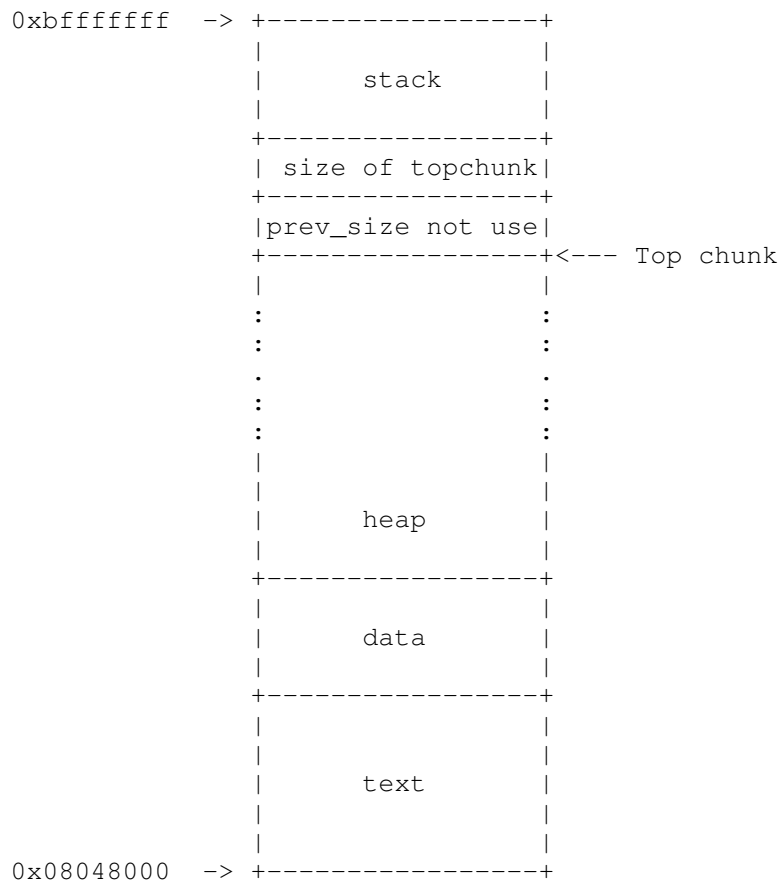 0xbfffffff -> +-----------------+
| |
| stack |
| |
+-----------------+
| size of topchunk|
+-----------------+
|prev_size not use|
+-----------------+<--- Top chunk
| |
: :
: :
. .
: :
: :
| |
| |
| heap |
| |
+-----------------+
| |
| data |
| |
+-----------------+
| |
| |
| text |
| |
| |
0x08048000 -> +-----------------+